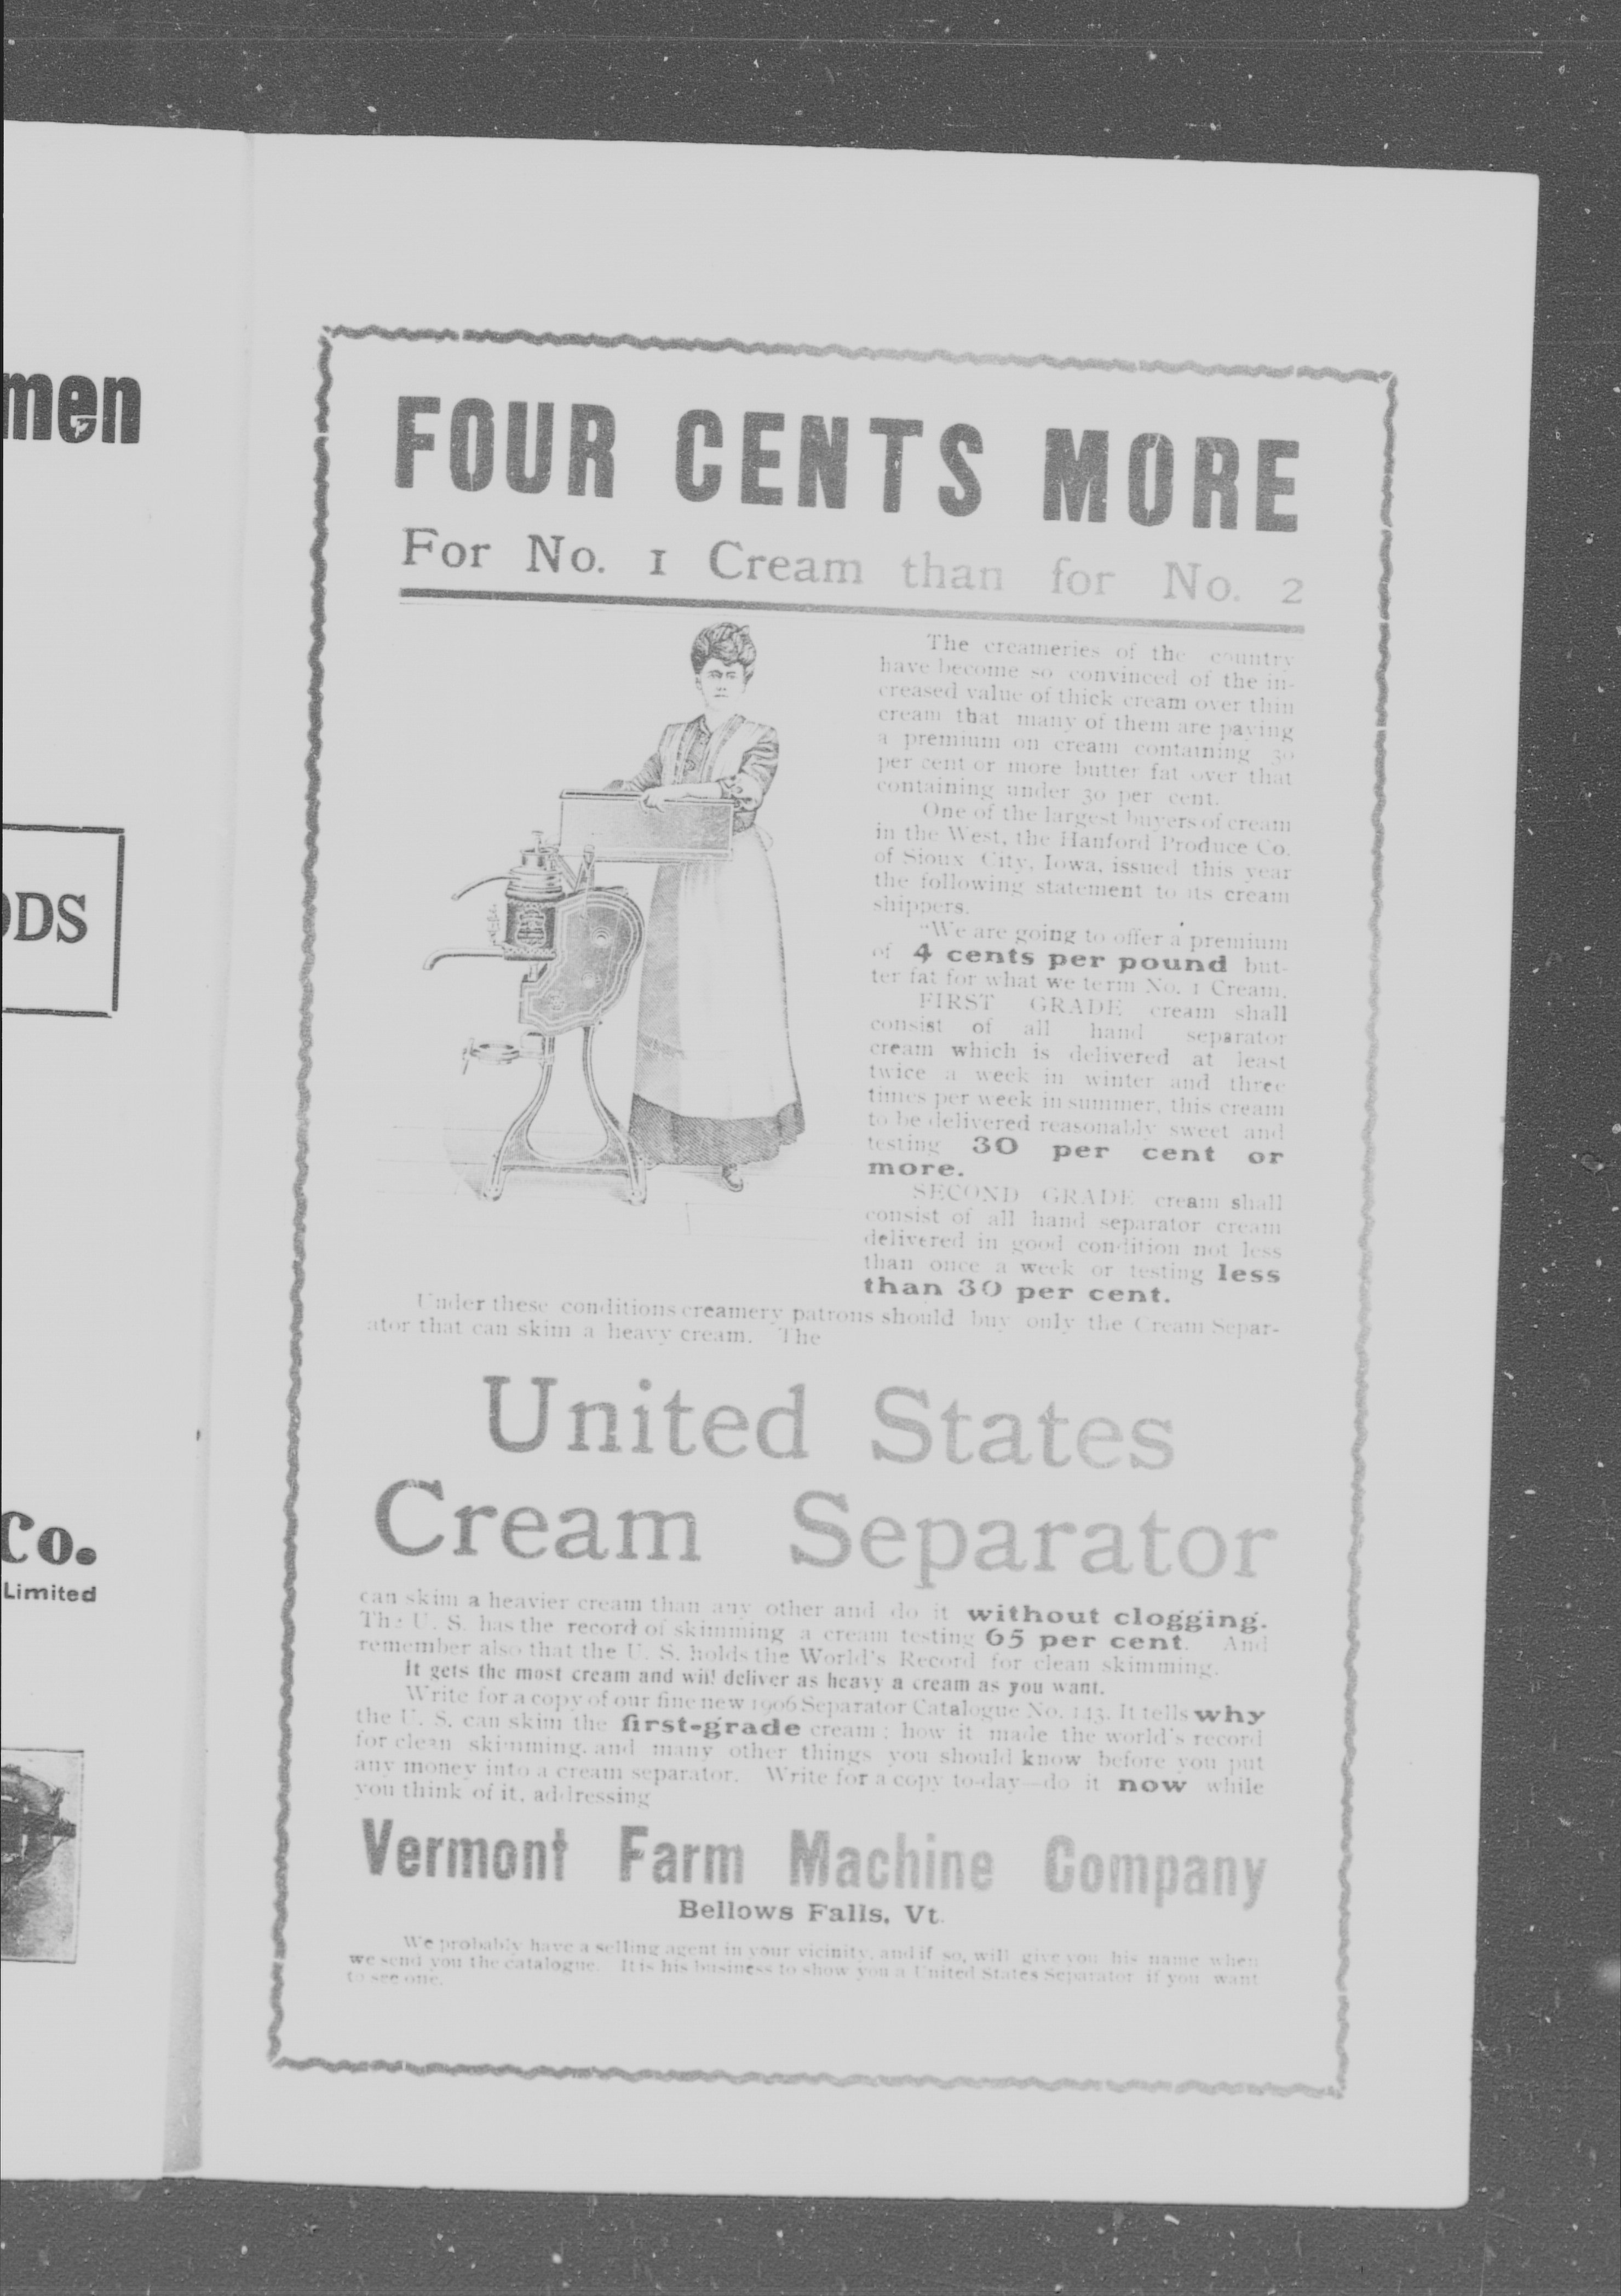 men
ODS
Co.
Limited
FOUR CENTS MORE
For No. 1 Cream than for No. 2
The creameries of the country
have become so convinced of the in-
creased value of thick cream over thin
cream that many of them are paying
a premium on cream containing 30
per cent or more butter fat over that
containing under 30 per cent.
One of the largest buyers of cream
in the West, the Hanford Produce Co.
of Sioux City, Iowa, issued this year
the following statement to its cream
shippers.
"We are going to offer a premium
of 4 cents per pound but-
ter fat for what we term No. 1 Cream.
FIRST GRADE cream shall
consist of all hand separator
cream which is delivered at least
twice a week in winter and three
times per week in summer, this cream
to be delivered reasonably sweet and
testing 30 per cent or
more.
SECOND GRADE cream shall
consist of all hand separator cream
delivered in good condition not less
than once a week or testing less
than 30 per cent.
Under these conditions creamery patrons should buy only the Cream Separ-
ator that can skim a heavy cream. The
United States
Cream Separator
can skim a heavier cream than any other and do it without clogging.
The U. S. has the record of skimming a cream testing 65 per cent. And
remember also that the U. S. holds the World's Record for clean skimming.
It gets the most cream and will deliver as heavy a cream as you want.
Write for a copy of our fine new 1906 Separator Catalogue No. 143. It tells why
the U. S. can skim the first-grade cream; how it made the world's record
for clean skimming, and many other things you should know before you put
any money into a cream separator. Write for a copy to-day—do it now while
you think of it, addressing
Vermont Farm Machine Company
Bellows Falls, Vt.
We probably have a selling agent in your vicinity, and if so, will give you his name when
we send you the catalogue. It is his business to show you a United States Separator if you want
to see one.